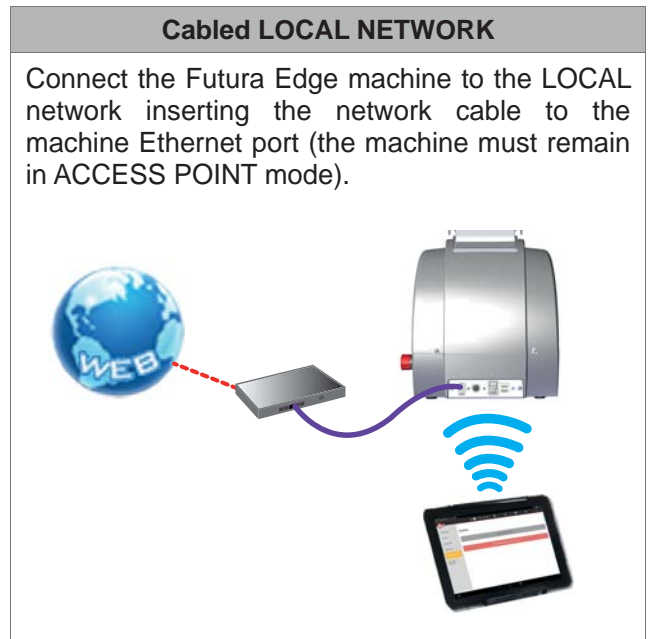 Cabled LOCAL NETWORK
Connect the Futura Edge machine to the LOCAL
network inserting the network cable to the
machine Ethernet port (the machine must remain
in ACCESS POINT mode).
WEB